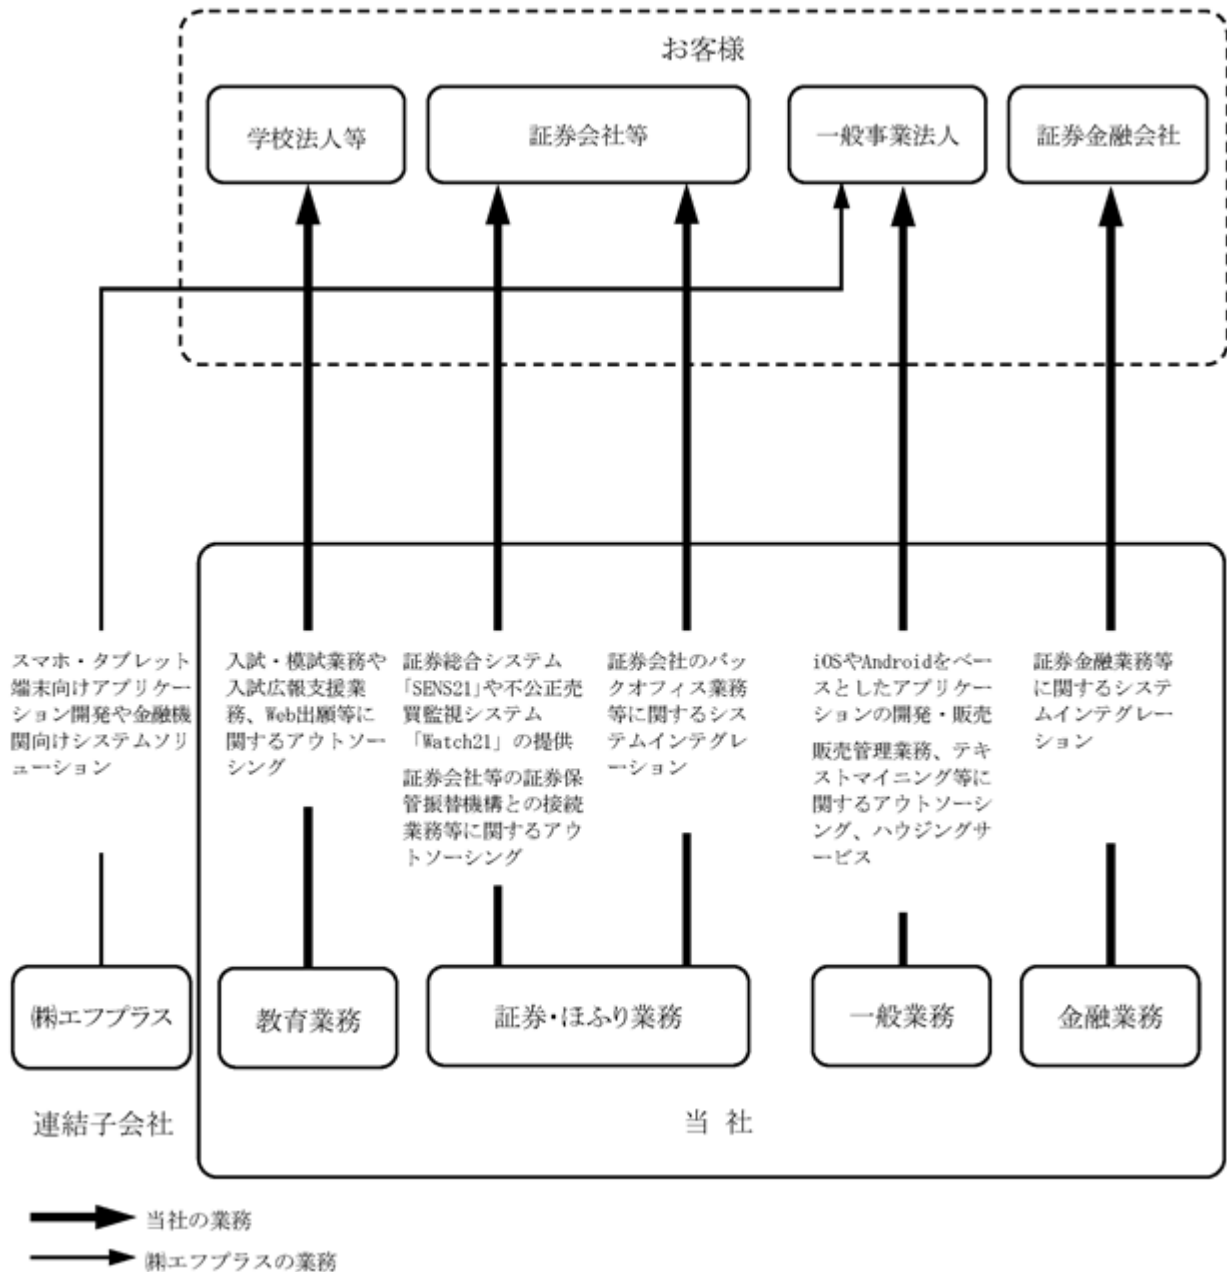 お客様
学校法人等
証券会社等
一般事業法人
証券金融会社
スマホ・タブレット
端末向けアプリケー
ション開発や金融機
関向けシステムソリ
ューション
入試・模試業務や
入試広報支援業
務、Web出願等に
関するアウトソー
シング
証券総合システム
「SENS21」や不公正売
買監視システム
「Watch21」の提供
証券会社等の証券保
管振替機構との接続
業務等に関するアウ
トソーシング
証券会社のバッ
クオフィス業務
等に関するシス
テムインテグレ
ーション
iOSやAndroidをベー
スとしたアプリケー
ションの開発・販売
販売管理業務、テキ
ストマイニング等に
関するアウトソーシ
ング、ハウジングサ
ービス
証券金融業務等
に関するシステ
ムインテグレー
ション
㈱エフプラス
教育業務
証券・ほふり業務
一般業務
金融業務
連結子会社
当 社
当社の業務
㈱エフプラスの業務